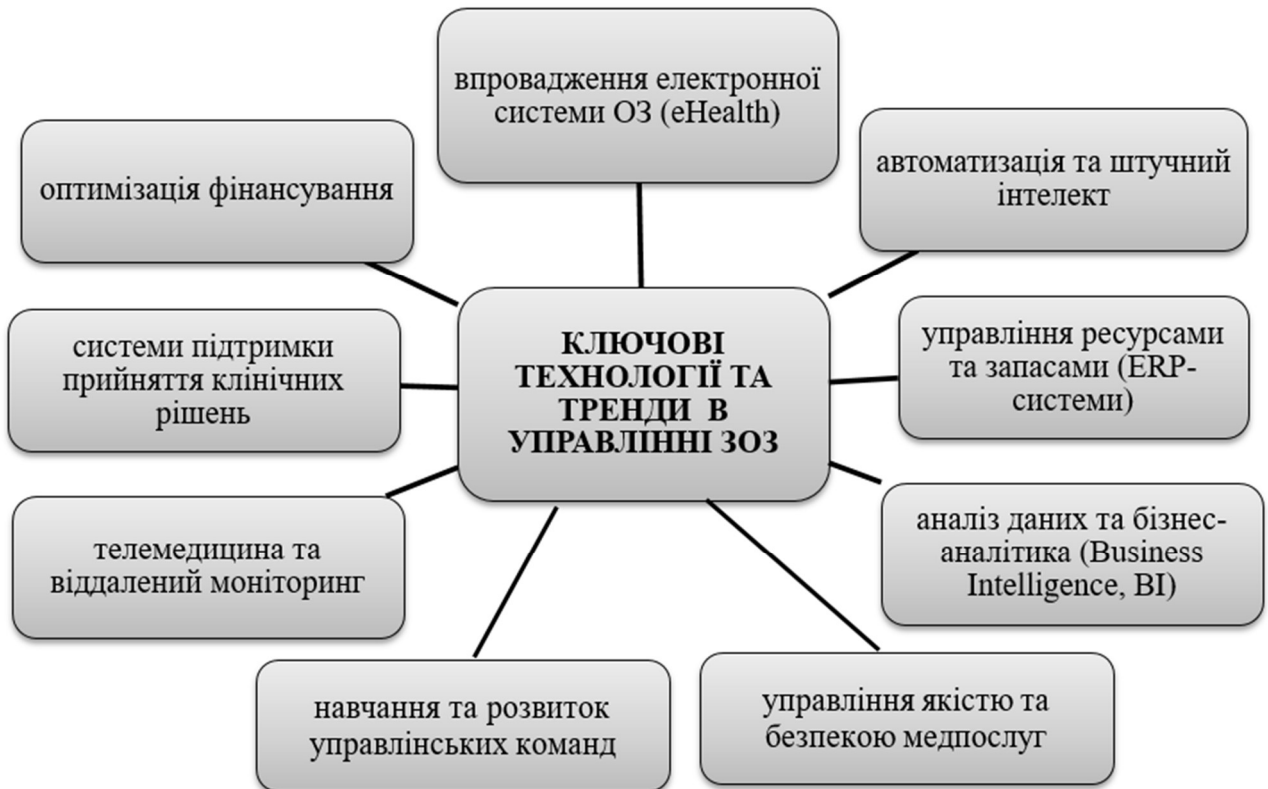 впровадження електронної
системи ОЗ (eHealth)
оптимізація фінансування
автоматизація та штучний
інтелект
КЛЮЧОВІ
ТЕХНОЛОГІЇ ТА
ТРЕНДИ В
УПРАВЛІННІ ЗОЗ
системи підтримки
прийняття клінічних
рішень
управління ресурсами
та запасами (ERP-
системи)
телемедицина та
віддалений моніторинг
аналіз даних та бізнес-
аналітика (Business
Intelligence, BI)
навчання та розвиток
управлінських команд
управління якістю та
безпекою медпослуг